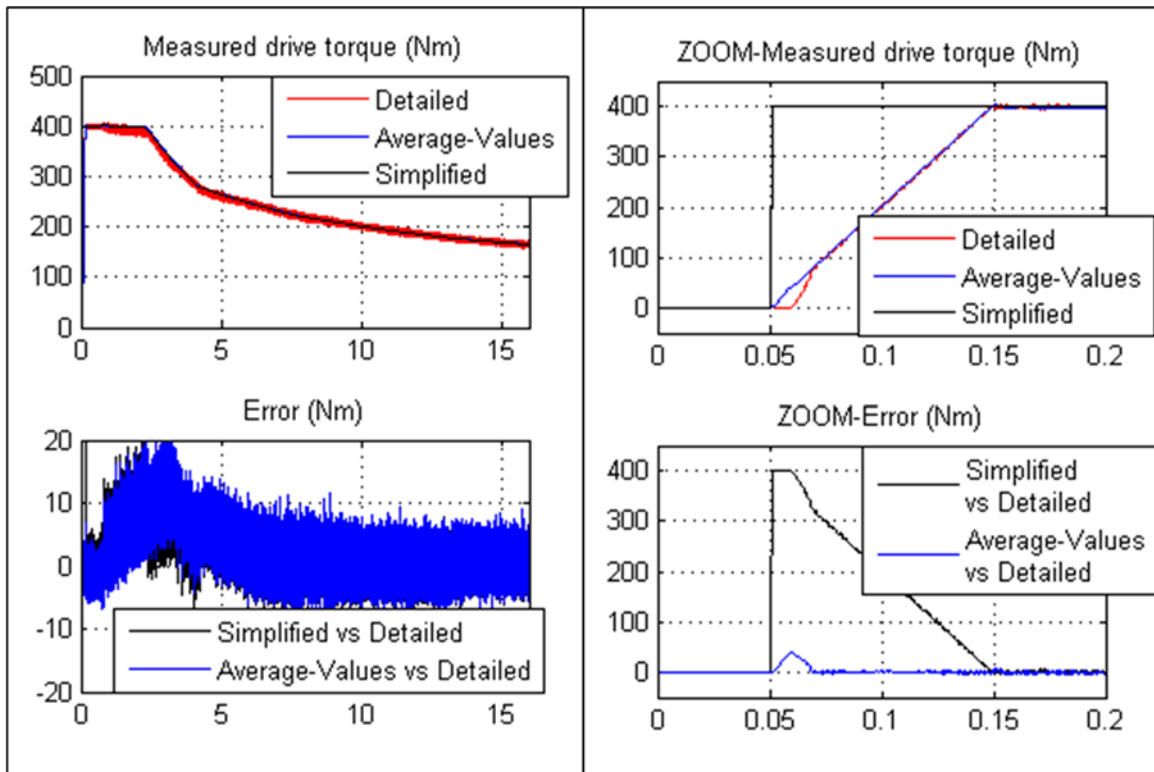 Measured drive torque (Nm)
500
400
300
200
100
0
Detailed
Average-Values
Simplified
0
5
10
15
Error (Nm)
20
10
0
-10
-20
Simplified vs Detailed
Average-Values vs Detailed
0
5
10
15
ZOOM-Measured drive torque (Nm)
400
300
200
400
0
Detailed
Average-Values
Simplified
0
0.05
0.1
0.15
0.2
ZOOM-Error (Nm)
400
300
400
200
100
0
Simplified
vs Detailed
Average-Values
vs Detailed
0
0.05
0.1
0.15
0.2